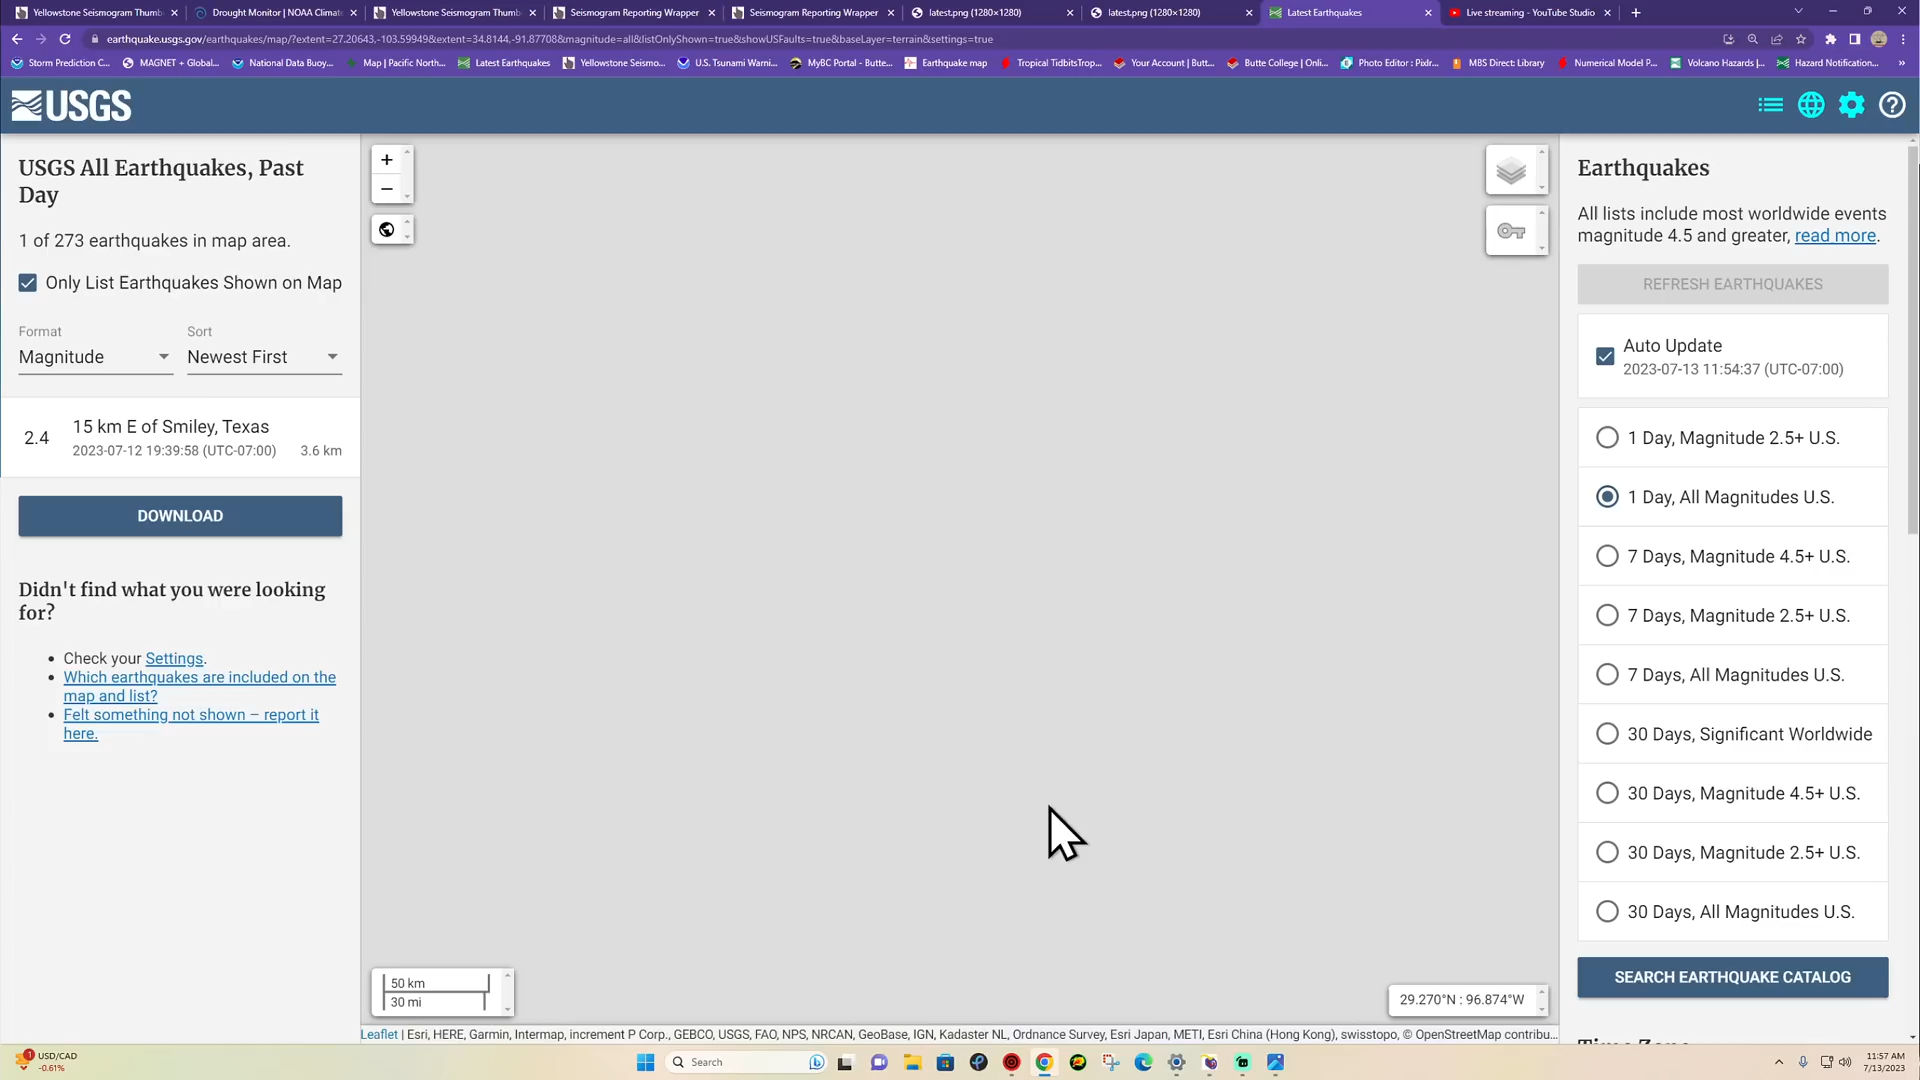 Yellowstone Seismogram Thumb
Drought Monitor | NOAA Climate
Yellowstone Seismogram Thumb
Seismogram Reporting Wrapper
Seismogram Reporting Wrapper
latest.png (1280×1280)
latest.png (1280×1280)
Latest Earthquakes
Live streaming - YouTube Studio
earthquake.usgs.gov/earthquakes/map/?extent=27.20643,-103.59949&extent=34.8144,-91.87708&magnitude=all&listOnlyShown=true&showUSFaults=true&baseLayer=terrain&settings=true
Storm Prediction C...
MAGNET + Global...
National Data Buoy...
Map | Pacific North...
Latest Earthquakes
Yellowstone Seismo...
U.S. Tsunami Warni...
MyBC Portal - Butte...
Earthquake map
Tropical TidbitsTrop...
Your Account | Butt...
Butte College | Onli...
Photo Editor : Pixlr...
MBS Direct: Library
Numerical Model P...
Volcano Hazards |...
Hazard Notification...
USGS
USGS All Earthquakes, Past
Day
1 of 273 earthquakes in map area.
Only List Earthquakes Shown on Map
Format
Sort
Magnitude
Newest First
2.4
15 km E of Smiley, Texas
2023-07-12 19:39:58 (UTC-07:00)
3.6 km
DOWNLOAD
Didn't find what you were looking
for?
Check your Settings.
Which earthquakes are included on the
map and list?
Felt something not shown – report it
here.
+
−
50 km
30 mi
29.270°N : 96.874°W
Leaflet | Esri, HERE, Garmin, Intermap, increment P Corp., GEBCO, USGS, FAO, NPS, NRCAN, GeoBase, IGN, Kadaster NL, Ordnance Survey, Esri Japan, METI, Esri China (Hong Kong), swisstopo, © OpenStreetMap contribu...
Earthquakes
All lists include most worldwide events
magnitude 4.5 and greater, read more.
REFRESH EARTHQUAKES
Auto Update
2023-07-13 11:54:37 (UTC-07:00)
1 Day, Magnitude 2.5+ U.S.
1 Day, All Magnitudes U.S.
7 Days, Magnitude 4.5+ U.S.
7 Days, Magnitude 2.5+ U.S.
7 Days, All Magnitudes U.S.
30 Days, Significant Worldwide
30 Days, Magnitude 4.5+ U.S.
30 Days, Magnitude 2.5+ U.S.
30 Days, All Magnitudes U.S.
SEARCH EARTHQUAKE CATALOG
Time Zone
1
USD/CAD
-0.61%
Search
11:57 AM
7/13/2023